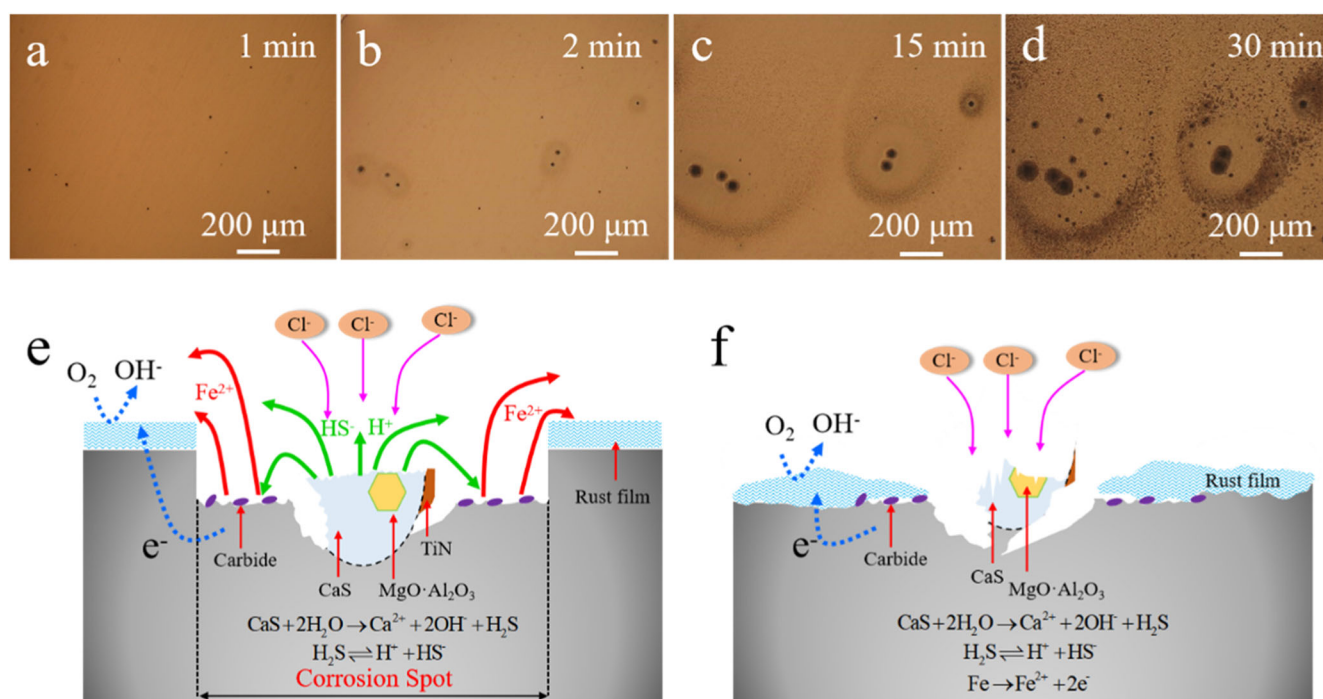 a
1 min
200 μm
b
2 min
200 μm
c
15 min
200 μm
d
30 min
200 μm
e
Cl-
Cl-
Cl-
O₂
OH-
Fe²⁺
HS-
H⁺
Fe²⁺
Rust film
e-
Carbide
CaS
MgO·Al₂O₃
TiN
CaS+2H₂O→Ca²⁺+2OH⁻+H₂S
H₂S⇌H⁺+HS⁻
Corrosion Spot
f
Cl-
Cl-
Cl-
O₂
OH-
Rust film
e-
Carbide
CaS
MgO·Al₂O₃
CaS+2H₂O→Ca²⁺+2OH⁻+H₂S
H₂S⇌H⁺+HS⁻
Fe→Fe²⁺+2e⁻